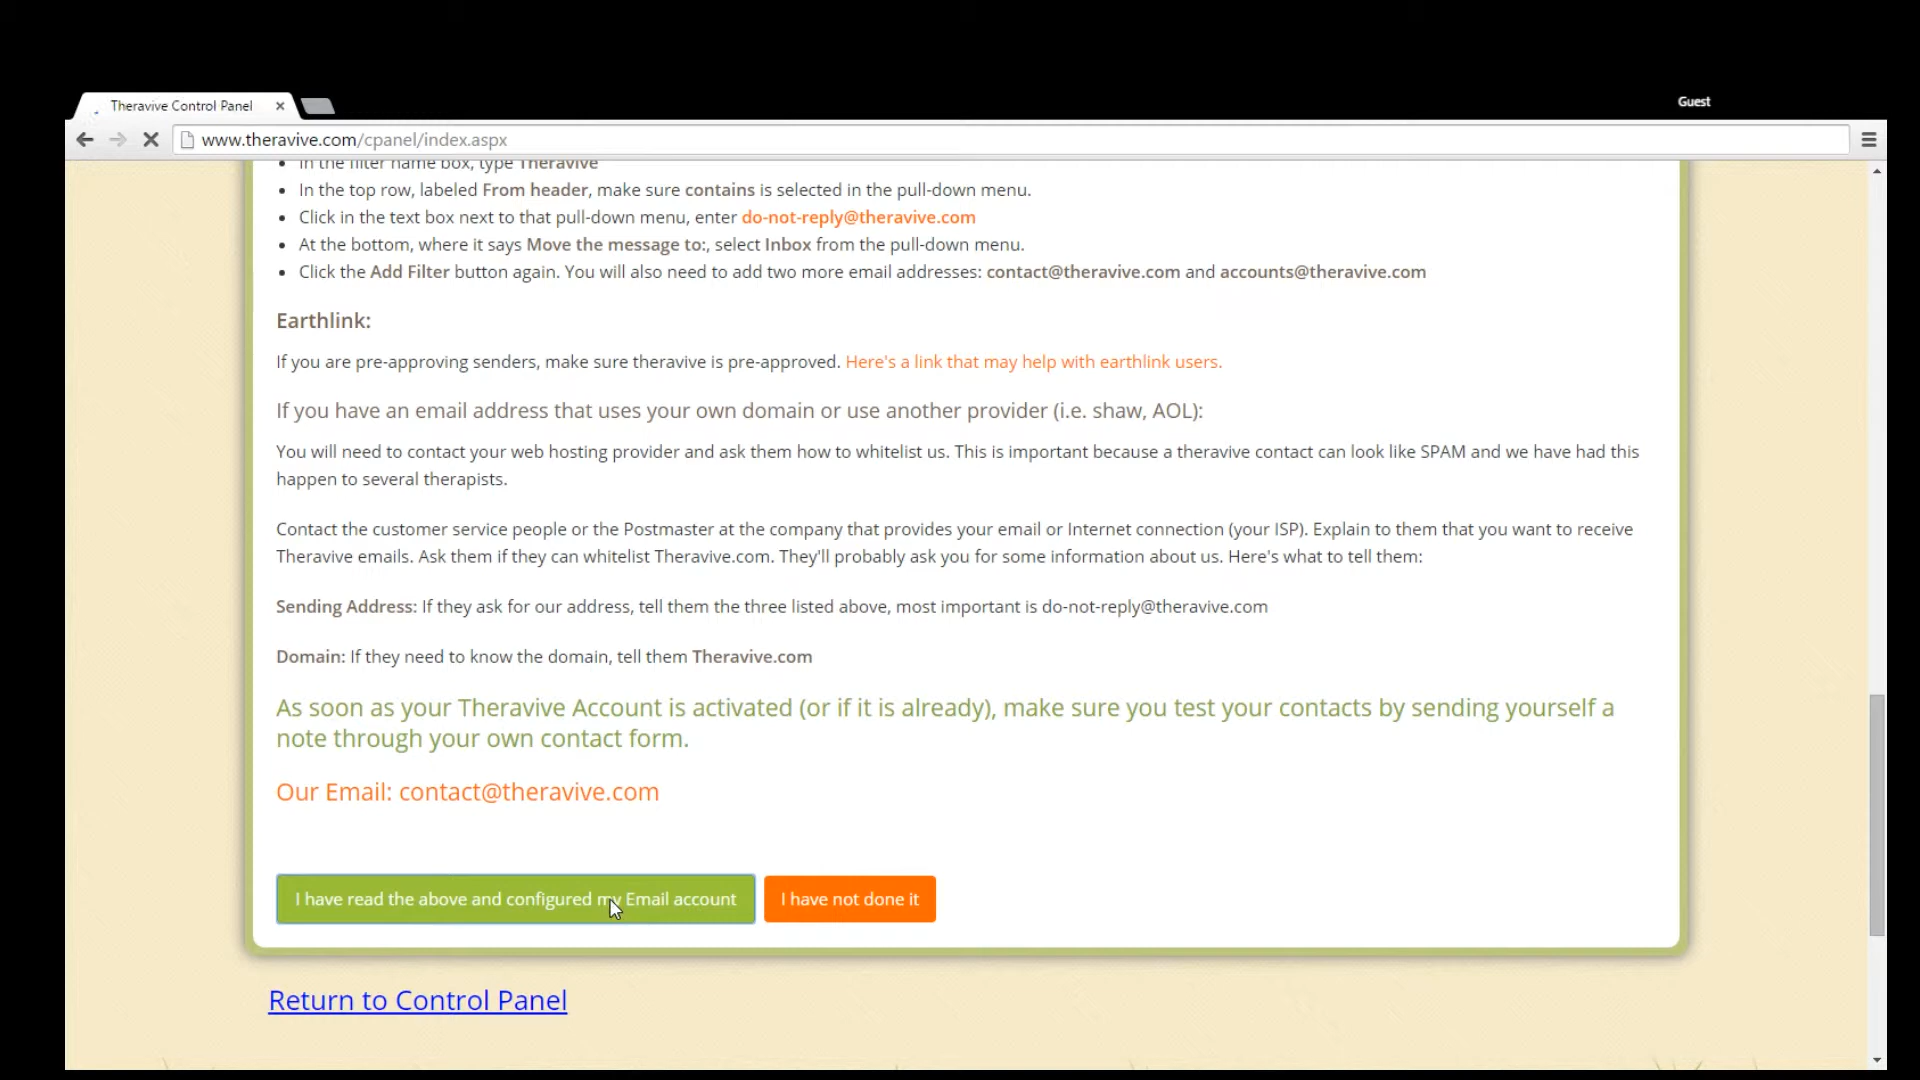 Theravive Control Panel
Guest
www.theravive.com/cpanel/index.aspx
In the filter name box, type Theravive
In the top row, labeled From header, make sure contains is selected in the pull-down menu.
Click in the text box next to that pull-down menu, enter do-not-reply@theravive.com
At the bottom, where it says Move the message to:, select Inbox from the pull-down menu.
Click the Add Filter button again. You will also need to add two more email addresses: contact@theravive.com and accounts@theravive.com
Earthlink:
If you are pre-approving senders, make sure theravive is pre-approved. Here's a link that may help with earthlink users.
If you have an email address that uses your own domain or use another provider (i.e. shaw, AOL):
You will need to contact your web hosting provider and ask them how to whitelist us. This is important because a theravive contact can look like SPAM and we have had this
happen to several therapists.
Contact the customer service people or the Postmaster at the company that provides your email or Internet connection (your ISP). Explain to them that you want to receive
Theravive emails. Ask them if they can whitelist Theravive.com. They'll probably ask you for some information about us. Here's what to tell them:
Sending Address: If they ask for our address, tell them the three listed above, most important is do-not-reply@theravive.com
Domain: If they need to know the domain, tell them Theravive.com
As soon as your Theravive Account is activated (or if it is already), make sure you test your contacts by sending yourself a
note through your own contact form.
Our Email: contact@theravive.com
I have read the above and configured my Email account
I have not done it
Return to Control Panel